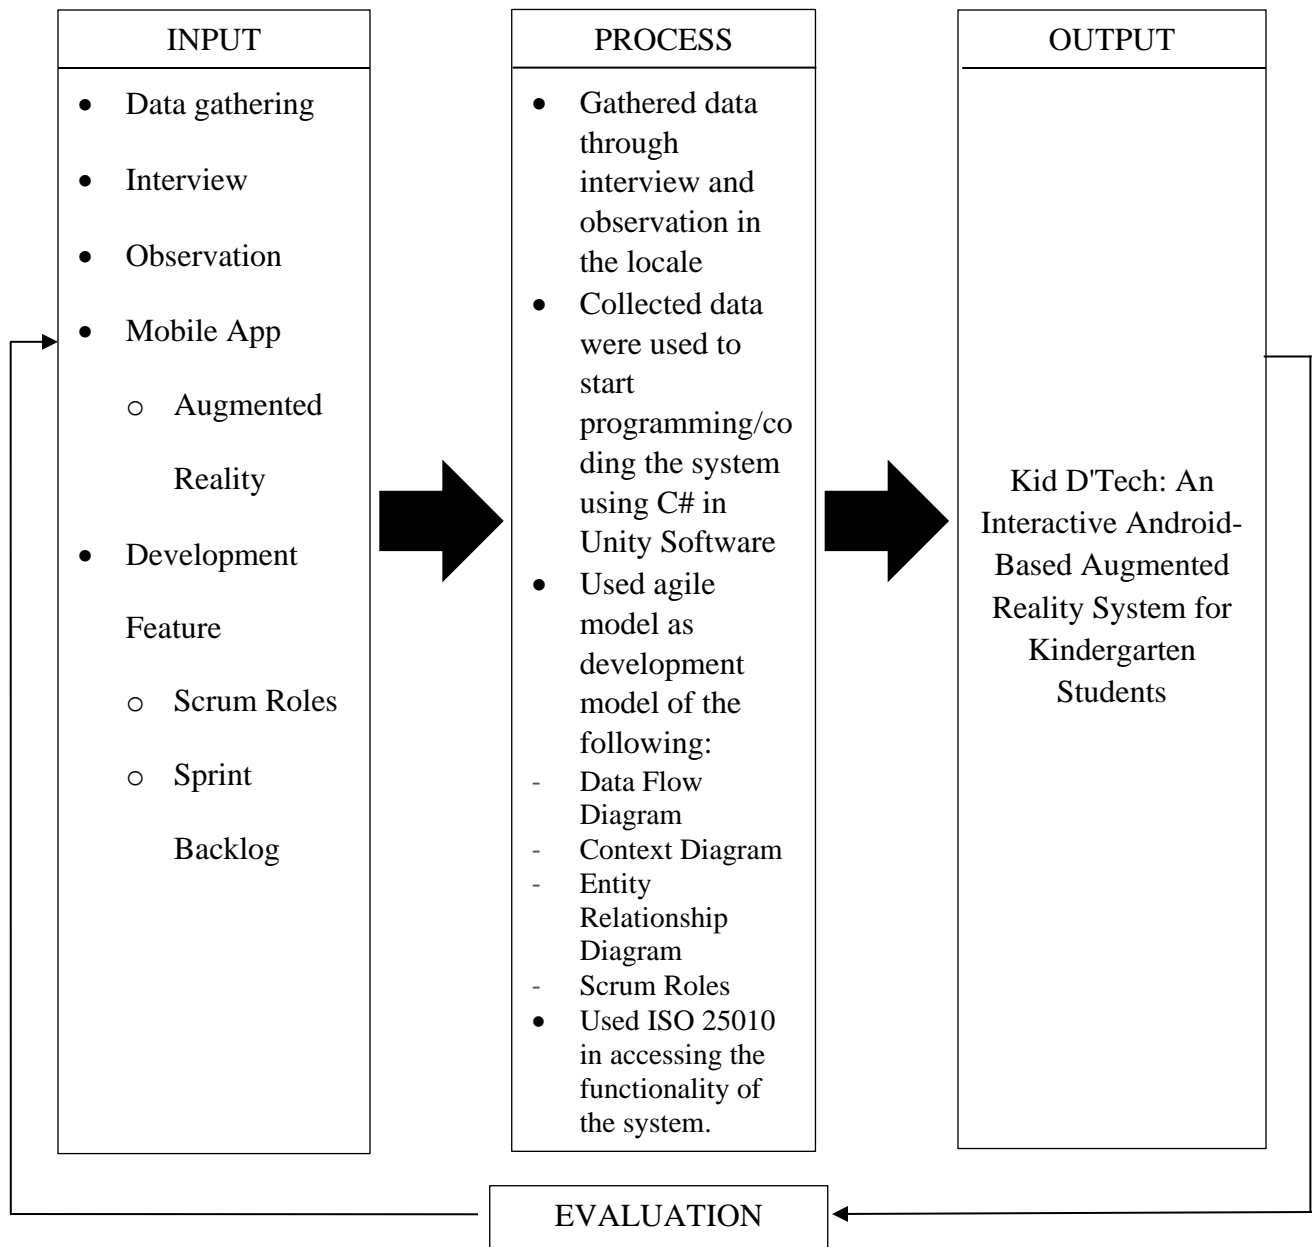 INPUT
• Data gathering
• Interview
• Observation
• Mobile App
o Augmented
Reality
• Development
Feature
o Scrum Roles
o Sprint
Backlog
PROCESS
• Gathered data
through
interview and
observation in
the locale
• Collected data
were used to
start
programming/co
ding the system
using C# in
Unity Software
• Used agile
model as
development
model of the
following:
- Data Flow
Diagram
- Context Diagram
- Entity
Relationship
Diagram
- Scrum Roles
• Used ISO 25010
in accessing the
functionality of
the system.
OUTPUT
Kid D'Tech: An
Interactive Android-
Based Augmented
Reality System for
Kindergarten
Students
EVALUATION